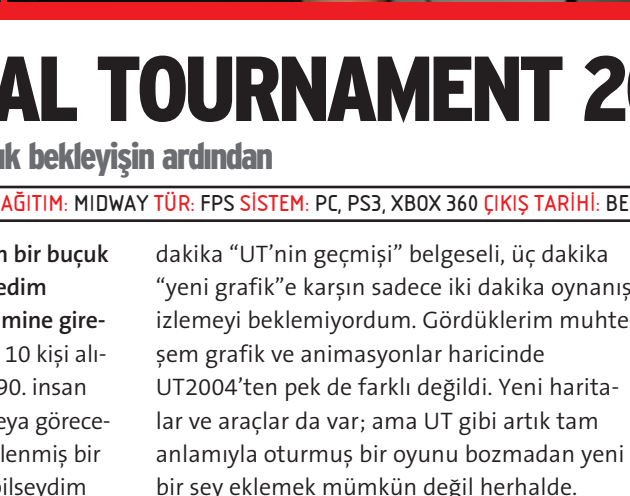 AL TOURNAMENT 2
uk bekleyişin ardından
AĞITIM: MIDWAY TÜR: FPS SİSTEM: PC, PS3, XBOX 360 ÇIKIŞ TARİHİ: BE
n bir buçuk
edim
mine gire-
10 kişi alı-
90. insan
eya görece-
lenmiş bir
bilseydim
dakika “UT’nin geçmişi” belgeseli, üç dakika
“yeni grafik”e karşın sadece iki dakika oynanış
izlemeyi beklemiyordum. Gördüklerim muhte
şem grafik ve animasyonlar haricinde
UT2004’ten pek de farklı değildi. Yeni harita-
lar ve araçlar da var; ama UT gibi artık tam
anlamıyla oturmuş bir oyunu bozmadan yeni
bir şey eklemek mümkün değil herhalde.